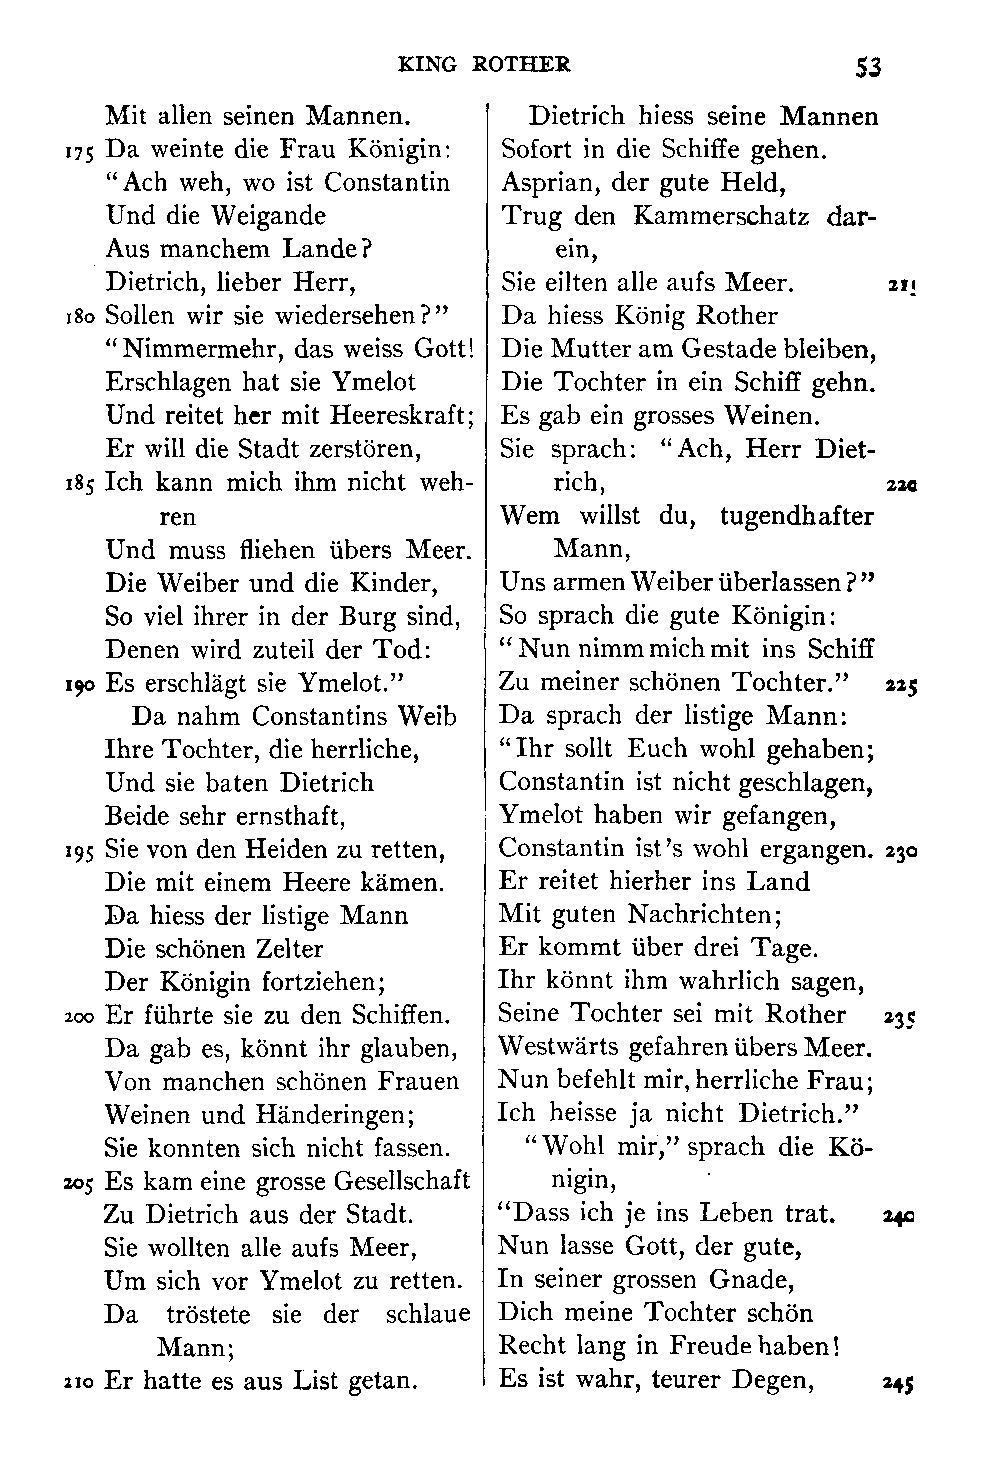 KING ROTHER 53
Mit allen seinen Mannen.
175 Da weinte die Frau Königin:
“Ach weh, wo ist Constantin
Und die Weigande
Aus manchem Lande?
Dietrich, lieber Herr,
180 Sollen wir sie wiedersehen?”
“Nimmermehr, das weiss Gott!
Erschlagen hat sie Ymelot
Und reitet her mit Heereskraft;
Er will die Stadt zerstören,
185 Ich kann mich ihm nicht weh-
ren
Und muss fliehen übers Meer.
Die Weiber und die Kinder,
So viel ihrer in der Burg sind,
Denen wird zuteil der Tod:
190 Es erschlägt sie Ymelot.”
Da nahm Constantins Weib
Ihre Tochter, die herrliche,
Und sie baten Dietrich
Beide sehr ernsthaft,
195 Sie von den Heiden zu retten,
Die mit einem Heere kämen.
Da hiess der listige Mann
Die schönen Zelter
Der Königin fortziehen;
200 Er führte sie zu den Schiffen.
Da gab es, könnt ihr glauben,
Von manchen schönen Frauen
Weinen und Händeringen;
Sie konnten sich nicht fassen.
205 Es kam eine grosse Gesellschaft
Zu Dietrich aus der Stadt.
Sie wollten alle aufs Meer,
Um sich vor Ymelot zu retten.
Da tröstete sie der schlaue
Mann;
210 Er hatte es aus List getan.
Dietrich hiess seine Mannen
Sofort in die Schiffe gehen.
Asprian, der gute Held,
Trug den Kammerschatz dar-
ein,
Sie eilten alle aufs Meer. 215
Da hiess König Rother
Die Mutter am Gestade bleiben,
Die Tochter in ein Schiff gehn.
Es gab ein grosses Weinen.
Sie sprach: “Ach, Herr Diet-
rich, 220
Wem willst du, tugendhafter
Mann,
Uns armen Weiber überlassen?”
So sprach die gute Königin:
“Nun nimm mich mit ins Schiff
Zu meiner schönen Tochter.” 225
Da sprach der listige Mann:
“Ihr sollt Euch wohl gehaben;
Constantin ist nicht geschlagen,
Ymelot haben wir gefangen,
Constantin ist's wohl ergangen. 230
Er reitet hierher ins Land
Mit guten Nachrichten;
Er kommt über drei Tage.
Ihr könnt ihm wahrlich sagen,
Seine Tochter sei mit Rother 235
Westwärts gefahren übers Meer.
Nun befehlt mir, herrliche Frau;
Ich heisse ja nicht Dietrich.”
“Wohl mir,” sprach die Kö-
nigin,
“Dass ich je ins Leben trat. 240
Nun lasse Gott, der gute,
In seiner grossen Gnade,
Dich meine Tochter schön
Recht lang in Freude haben!
Es ist wahr, teurer Degen, 245